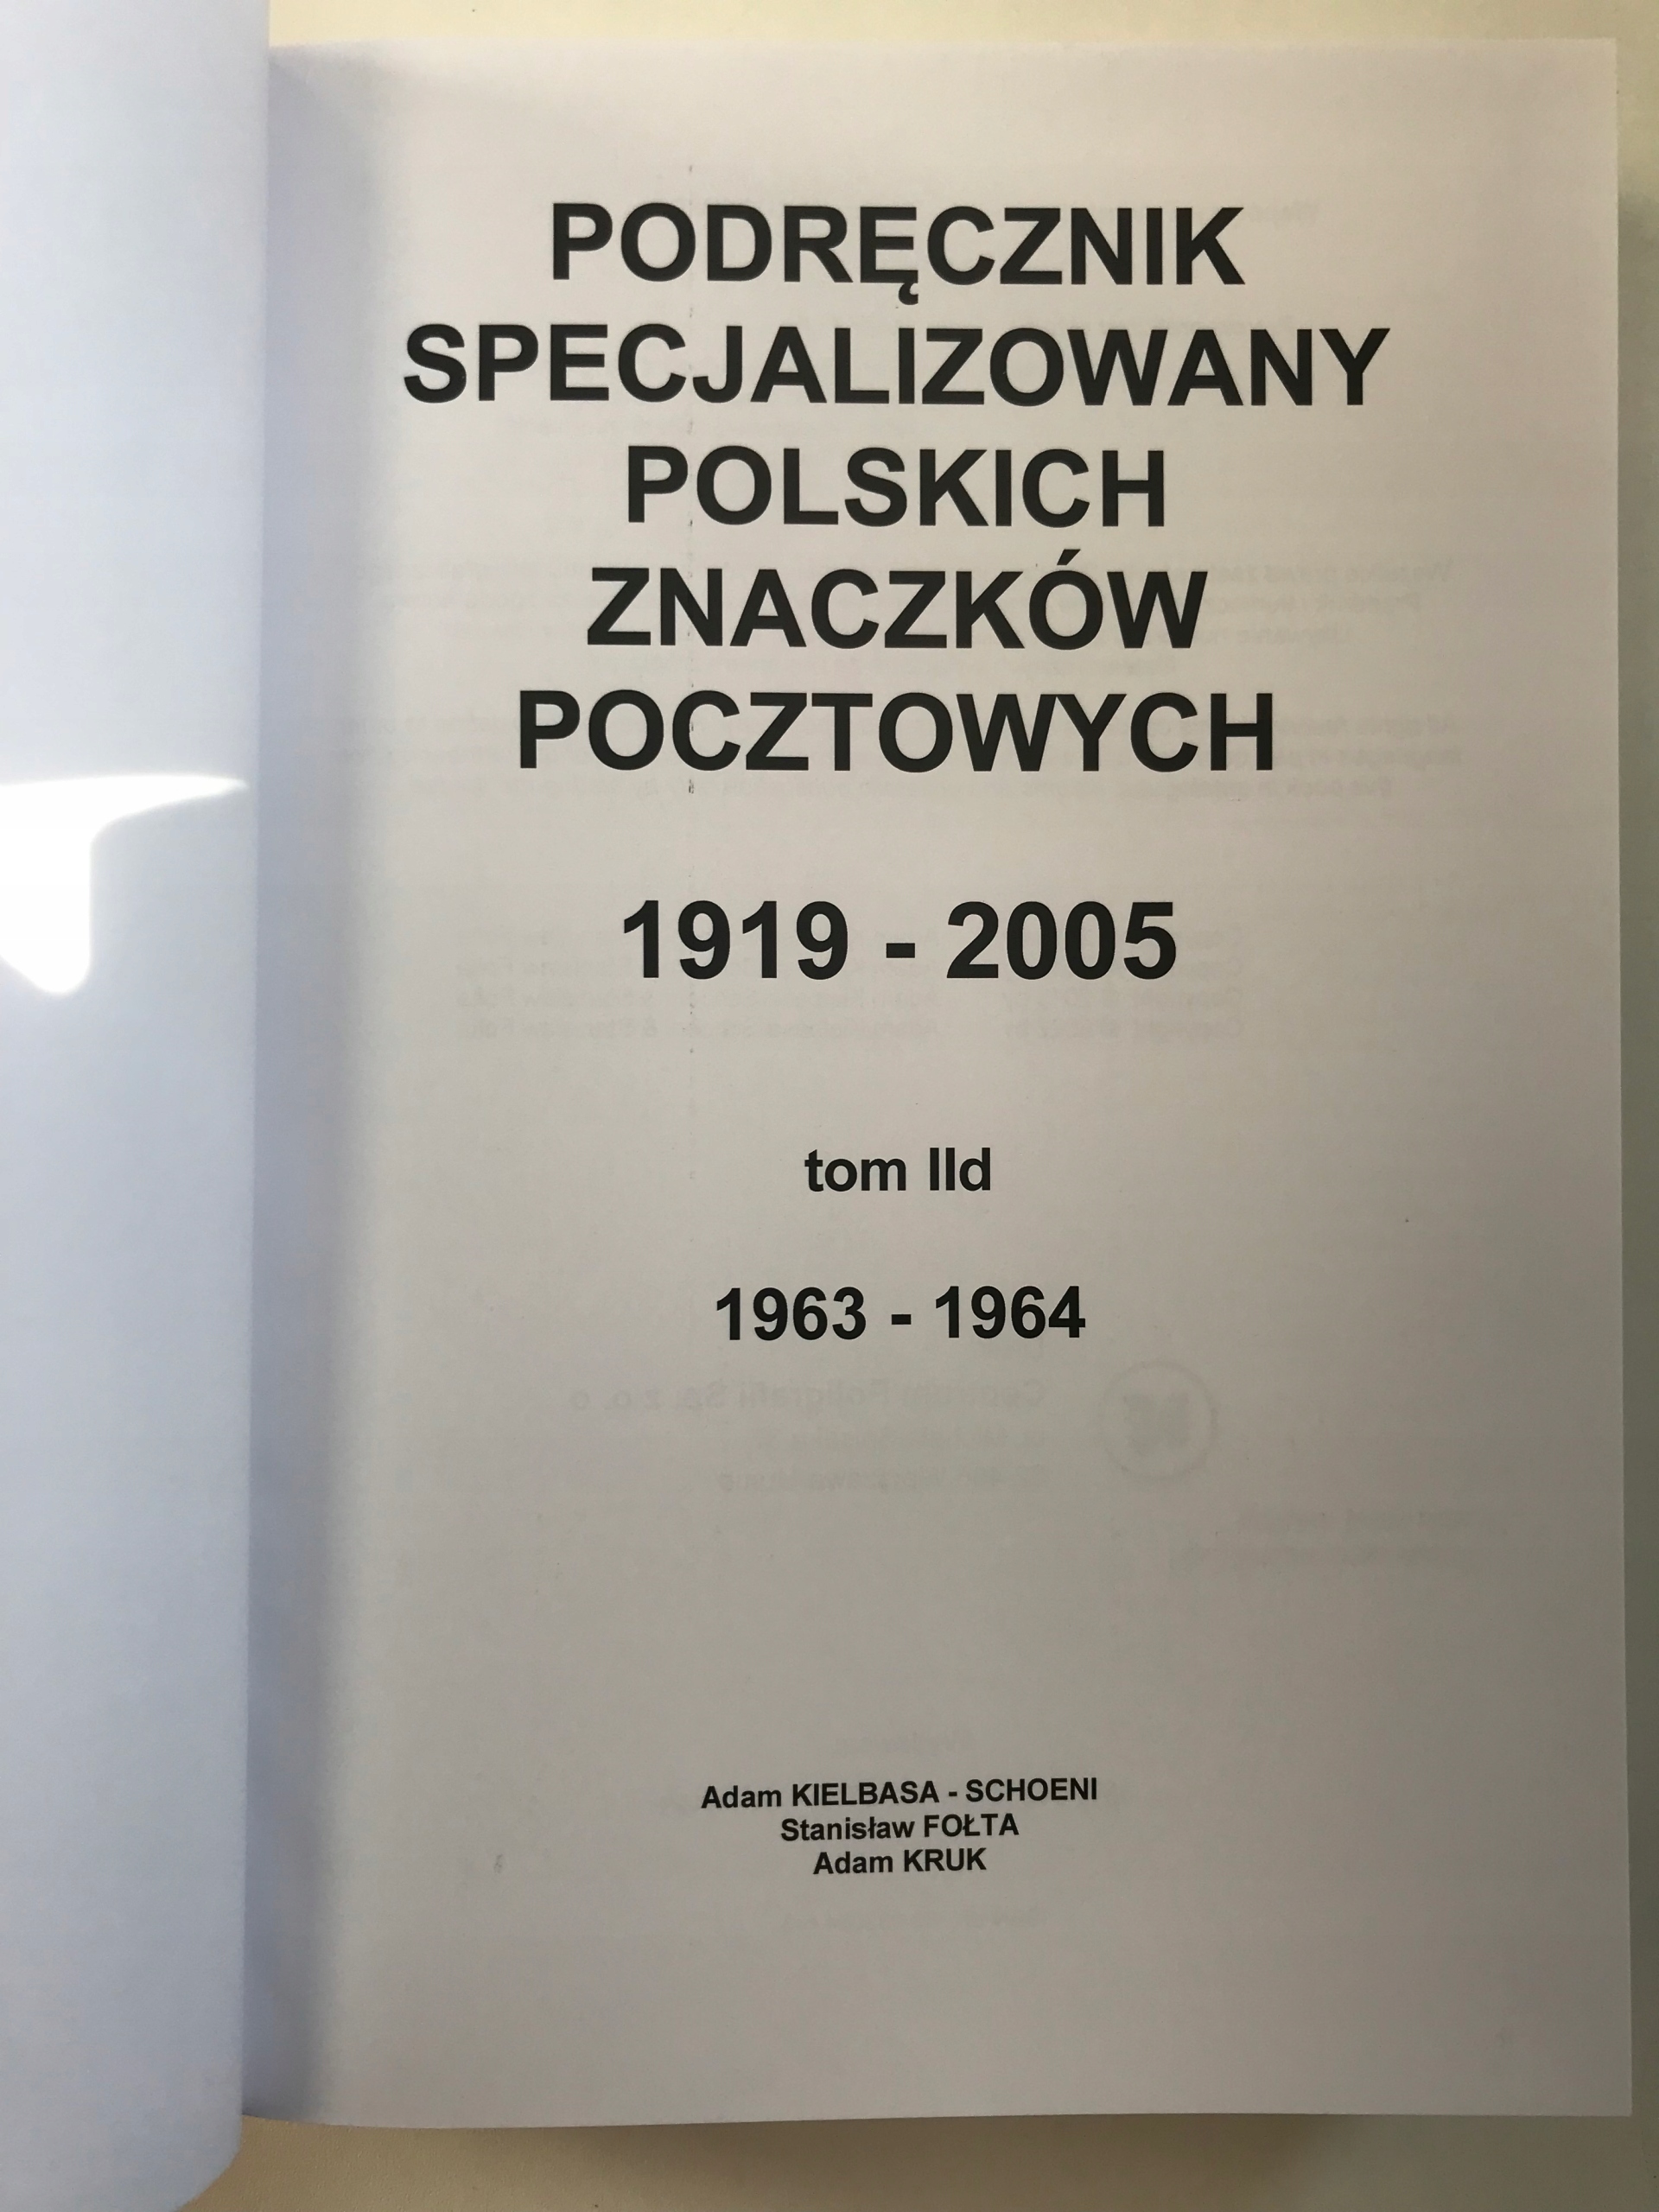 PODRĘCZNIK
SPECJALIZOWANY
POLSKICH
ZNACZKÓW
POCZTOWYCH
1919 - 2005
tom IId
1963 - 1964
Adam KIELBASA - SCHOENI
Stanisław FOŁTA
Adam KRUK